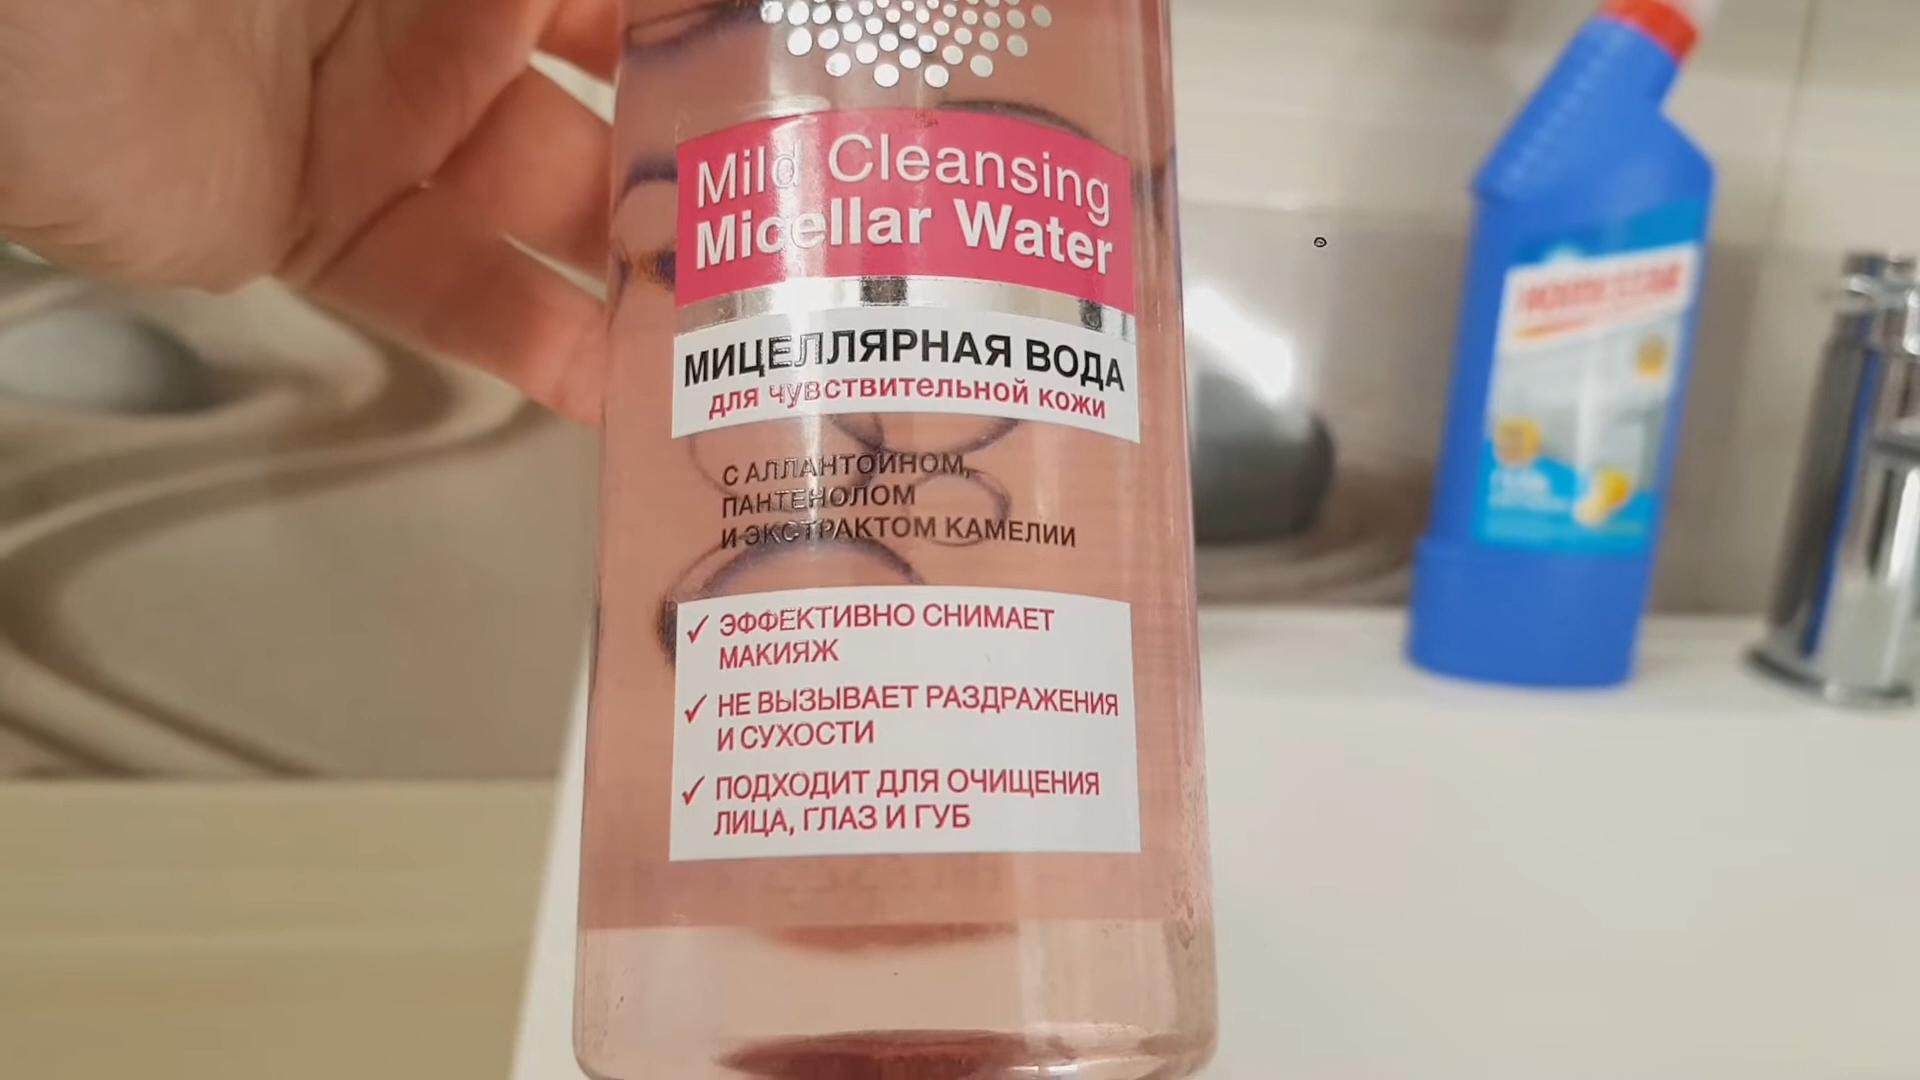 Mild Cleansing
Micellar Water
МИЦЕЛЛЯРНАЯ ВОДА
для чувствительной кожи
С АЛЛАНТОИНОМ,
ПАНТЕНОЛОМ
И ЭКСТРАКТОМ КАМЕЛИИ
✓ ЭФФЕКТИВНО СНИМАЕТ
МАКИЯЖ
✓ НЕ ВЫЗЫВАЕТ РАЗДРАЖЕНИЯ
И СУХОСТИ
✓ ПОДХОДИТ ДЛЯ ОЧИЩЕНИЯ
ЛИЦА, ГЛАЗ И ГУБ